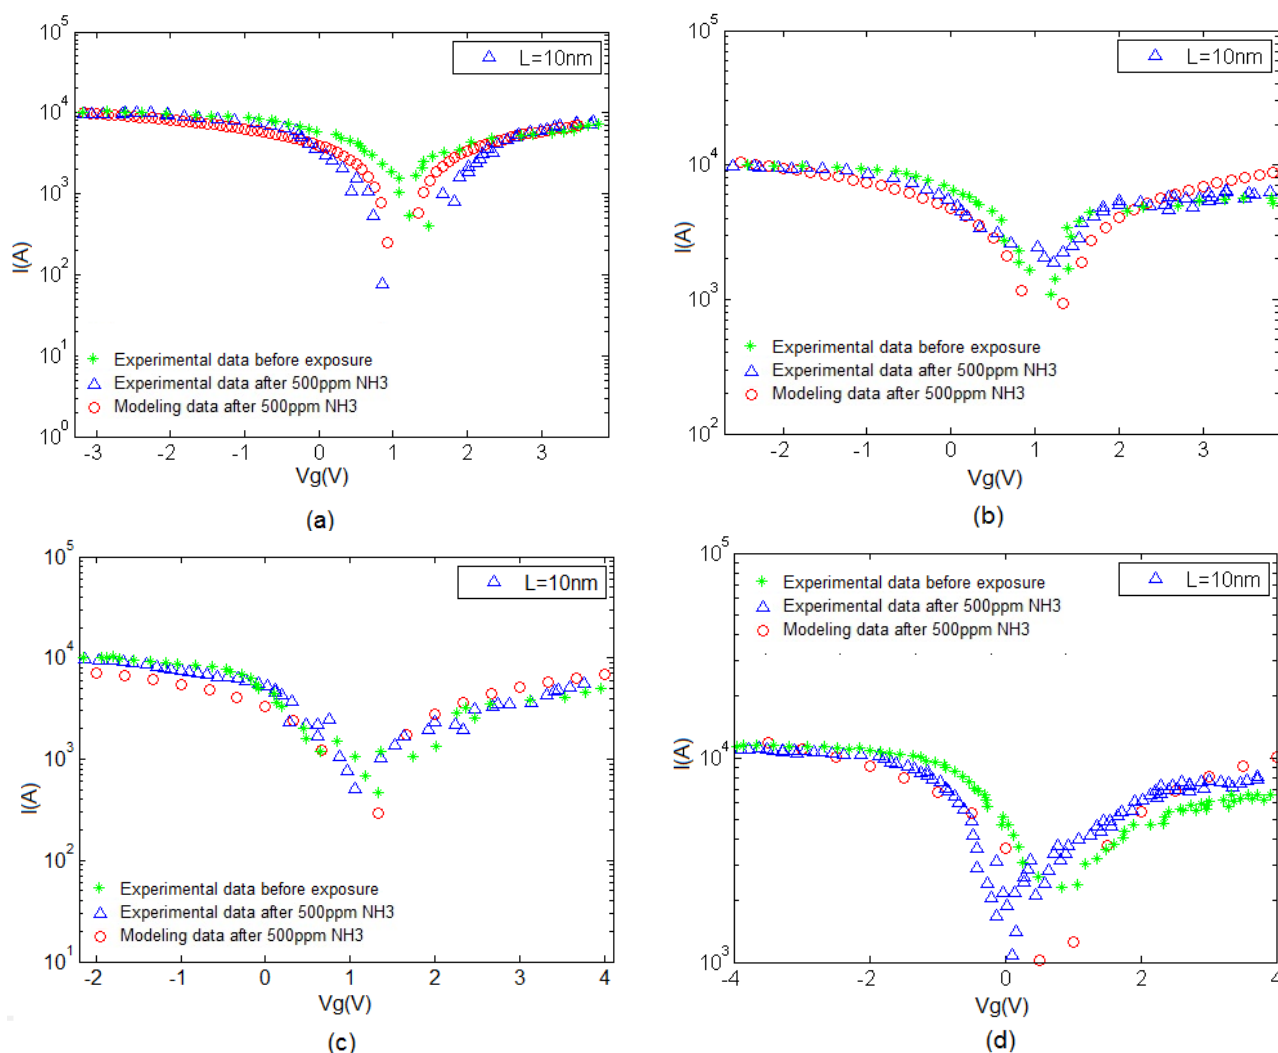 10^5
L=10nm
10^4
10^3
I(A)
10^2
10^1
Experimental data before exposure
Experimental data after 500ppm NH3
Modeling data after 500ppm NH3
10^0
-3 -2 -1 0 1 2 3
Vg(V)
(a)
10^5
L=10nm
10^4
I(A)
10^3
Experimental data before exposure
Experimental data after 500ppm NH3
Modeling data after 500ppm NH3
10^2
-2 -1 0 1 2 3
Vg(V)
(b)
10^5
L=10nm
10^4
10^3
I(A)
10^2
Experimental data before exposure
Experimental data after 500ppm NH3
Modeling data after 500ppm NH3
10^1
-2 -1 0 1 2 3 4
Vg(V)
(c)
10^5
Experimental data before exposure
L=10nm
Experimental data after 500ppm NH3
Modeling data after 500ppm NH3
10^4
I(A)
10^3
-4 -2 0 2 4
Vg(V)
(d)